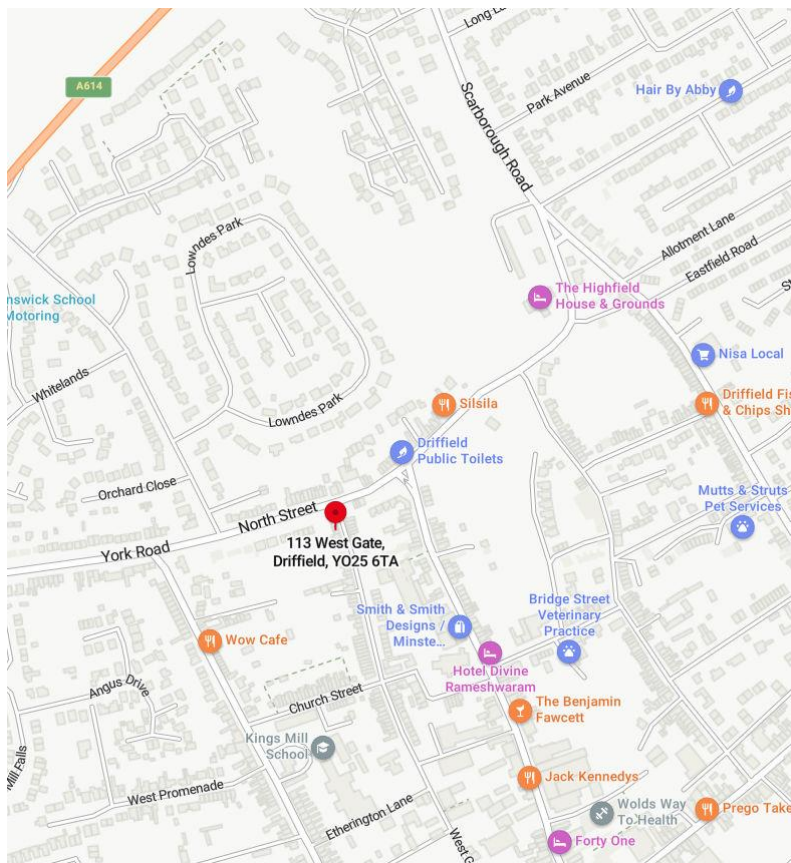 Long-La
A614
Park Avenue
Hair By Abby
Scarborough Road
Lowndes Park
Allotment Lane
Eastfield Road
St
nswick School
Motoring
The Highfield
House & Grounds
Nisa Local
Whitelands
Lowndes Park
Silsila
Driffield Fis
& Chips Sh
Driffield
Public Toilets
Orchard Close
Mutts & Struts
Pet Services
North Street
York Road
113 West Gate,
Driffield, YO25 6TA
Smith & Smith
Designs /
Minste...
Bridge Street
Veterinary
Practice
Wow Cafe
Hotel Divine
Rameshwaram
Angus Drive
Church Street
The Benjamin
Fawcett
Mill Falls
Kings Mill
School
West Promenade
Jack Kennedys
Etherington Lane
Wolds Way
To Health
Prego Take
West G
Forty One